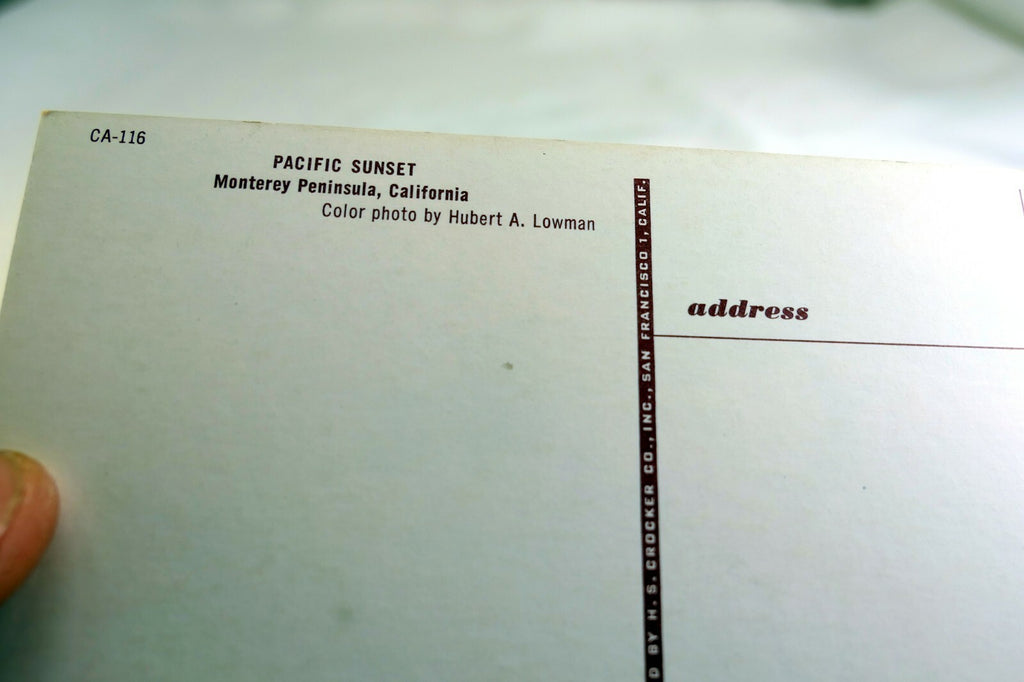 CA-116
PACIFIC SUNSET
Monterey Peninsula, California
Color photo by Hubert A. Lowman
BY H. S. CROCKER CO., INC., SAN FRANCISCO 1, CALIF.
address